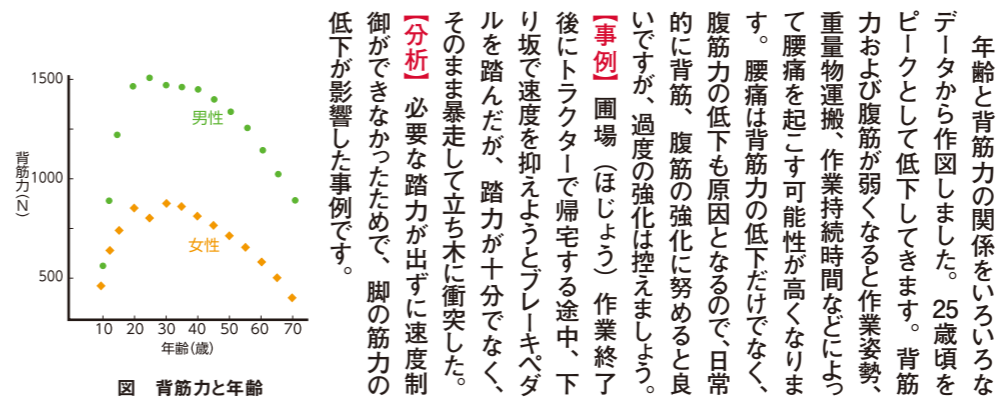 年齢と背筋力の関係をいろいろな
データから作図しました。25歳頃を
ピークとして低下してきます。背筋
力および腹筋が弱くなると作業姿勢、
重量物運搬、作業持続時間などによっ
て腰痛を起こす可能性が高くなりま
す。腰痛は背筋力の低下だけでなく、
腹筋力の低下も原因となるので、日常
的に背筋、腹筋の強化に努めると良
いですが、過度の強化は控えましょう。
【事例】圃場（ほじょう）作業終了
後にトラクターで帰宅する途中、下
り坂で速度を抑えようとブレーキペダ
ルを踏んだが、踏力が十分でなく、
そのまま暴走して立ち木に衝突した。
【分析】必要な踏力が出ずに速度制
御ができなかったためで、脚の筋力の
低下が影響した事例です。
背筋力(N)
1500
1000
500
男性
女性
10 20 30 40 50 60 70
年齢(歳)
図　背筋力と年齢